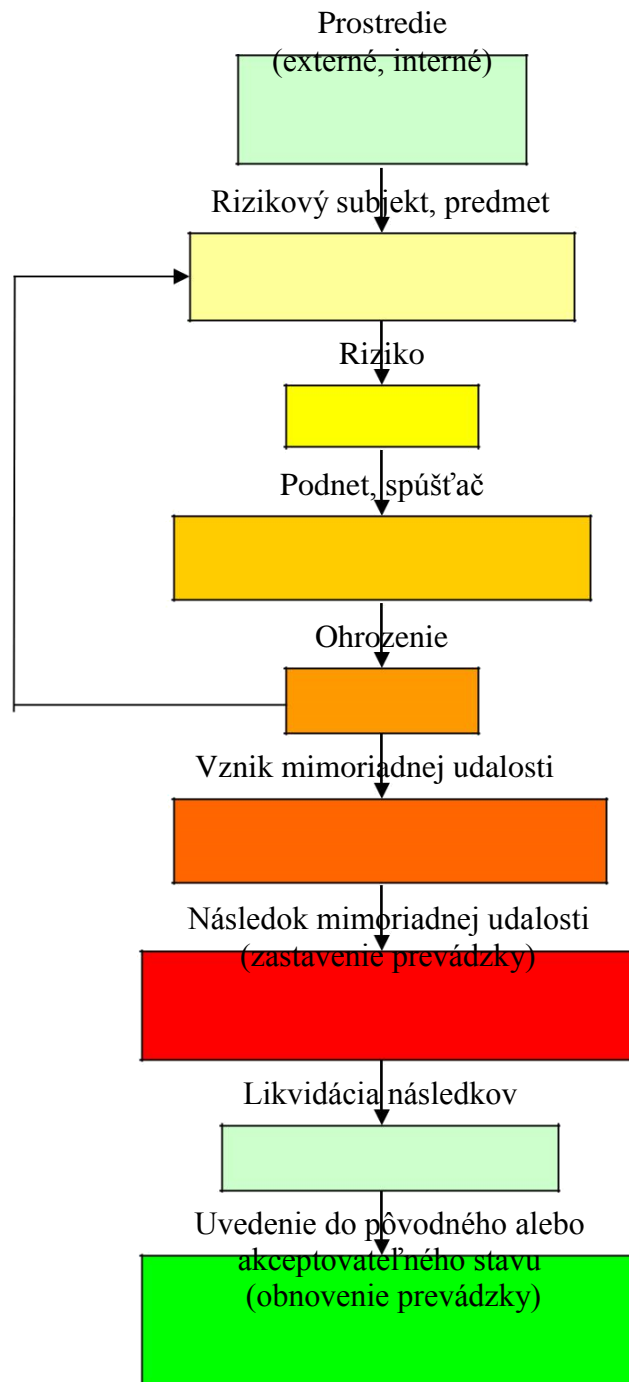 Prostredie
(externé, interné)
Rizikový subjekt, predmet
Riziko
Podnet, spúšťač
Ohrozenie
Vznik mimoriadnej udalosti
Následok mimoriadnej udalosti
(zastavenie prevádzky)
Likvidácia následkov
Uvedenie do pôvodného alebo
akceptovateľného stavu
(obnovenie prevádzky)